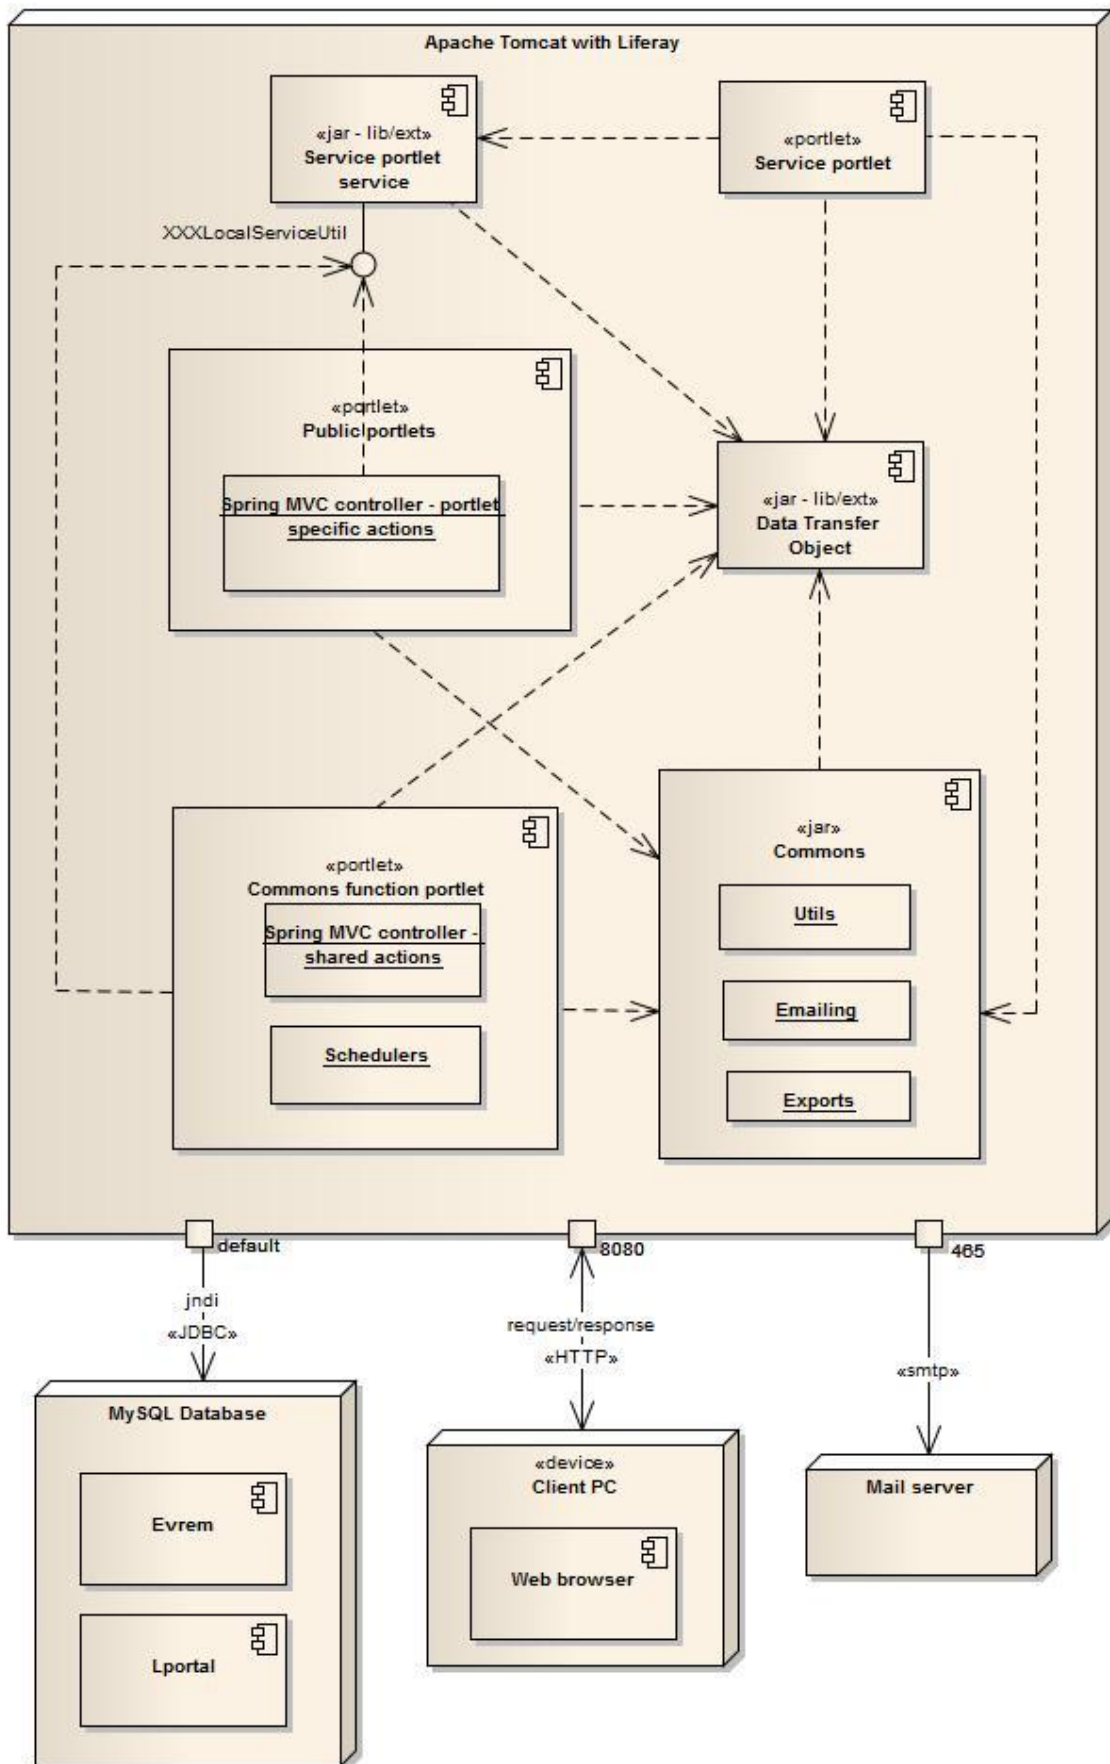 Apache Tomcat with Liferay
«jar - lib/ext»
Service portlet
service
«portlet»
Service portlet
XXXLocalServiceUtil
«portlet»
Public portlets
Spring MVC controller - portlet
specific actions
«jar - lib/ext»
Data Transfer
Object
«portlet»
Commons function portlet
Spring MVC controller -
shared actions
Schedulers
«jar»
Commons
Utils
Emailing
Exports
default
8080
465
jndi
«JDBC»
request/response
«HTTP»
«smtp»
MySQL Database
Evrem
Lportal
«device»
Client PC
Web browser
Mail server